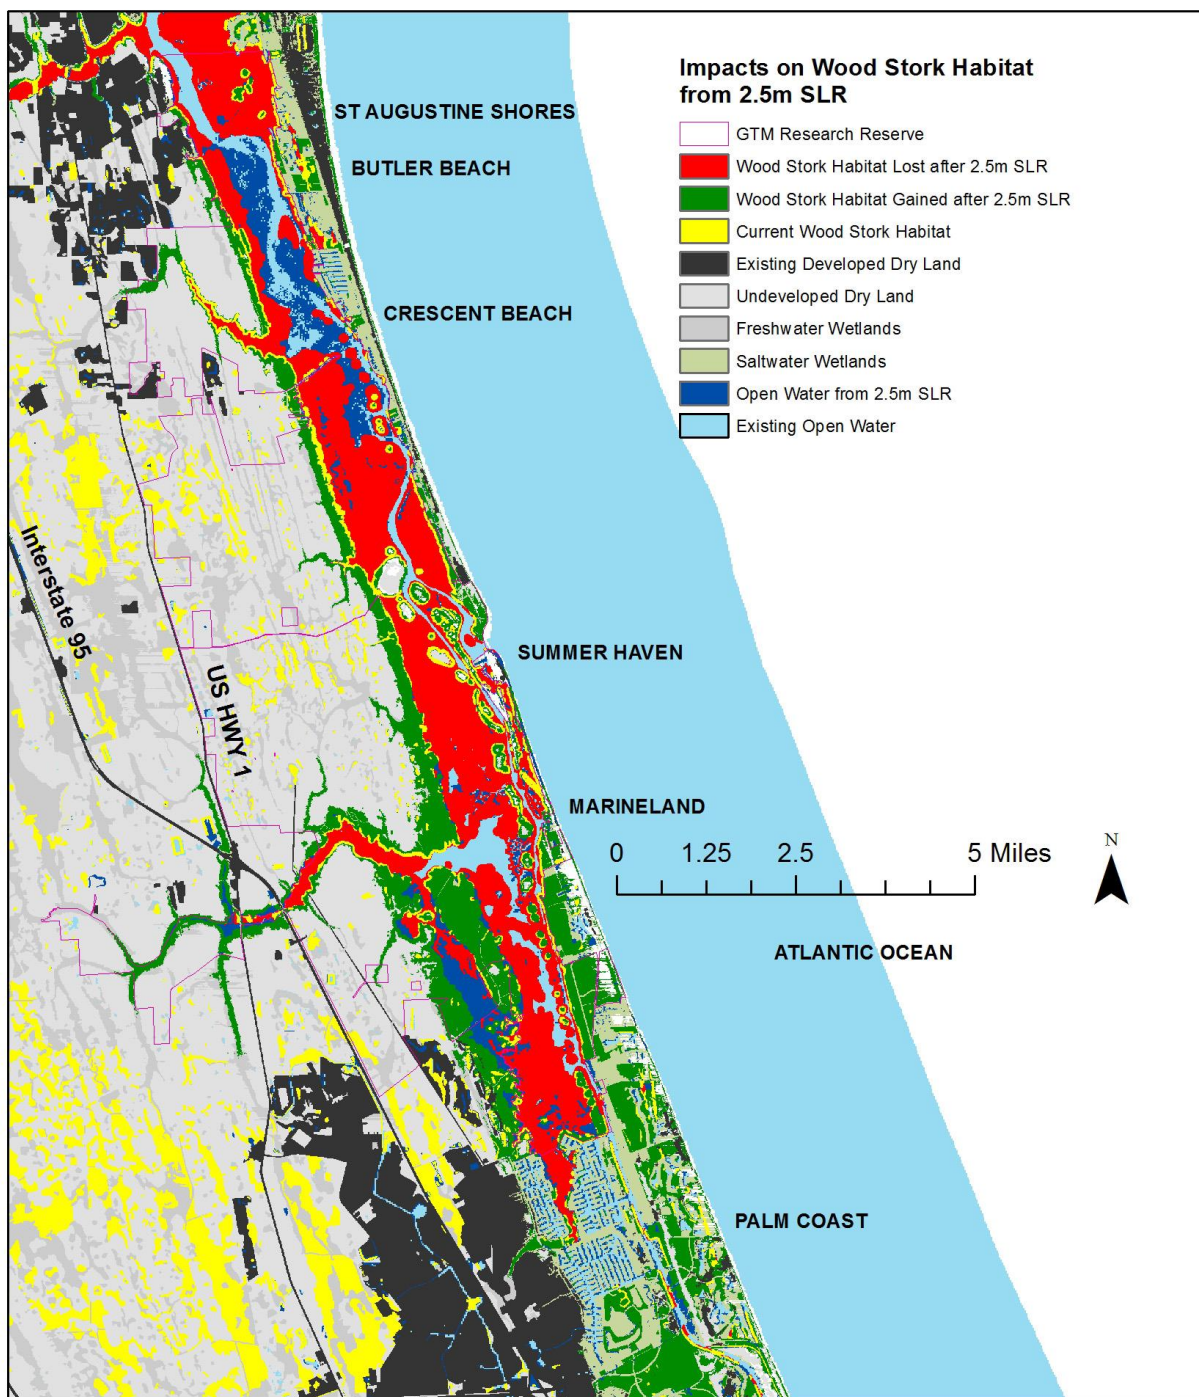 Impacts on Wood Stork Habitat
from 2.5m SLR
GTM Research Reserve
Wood Stork Habitat Lost after 2.5m SLR
Wood Stork Habitat Gained after 2.5m SLR
Current Wood Stork Habitat
Existing Developed Dry Land
Undeveloped Dry Land
Freshwater Wetlands
Saltwater Wetlands
Open Water from 2.5m SLR
Existing Open Water
ST AUGUSTINE SHORES
BUTLER BEACH
CRESCENT BEACH
Interstate 95
US HWY 1
SUMMER HAVEN
MARINELAND
0 1.25 2.5 5 Miles
N
ATLANTIC OCEAN
PALM COAST